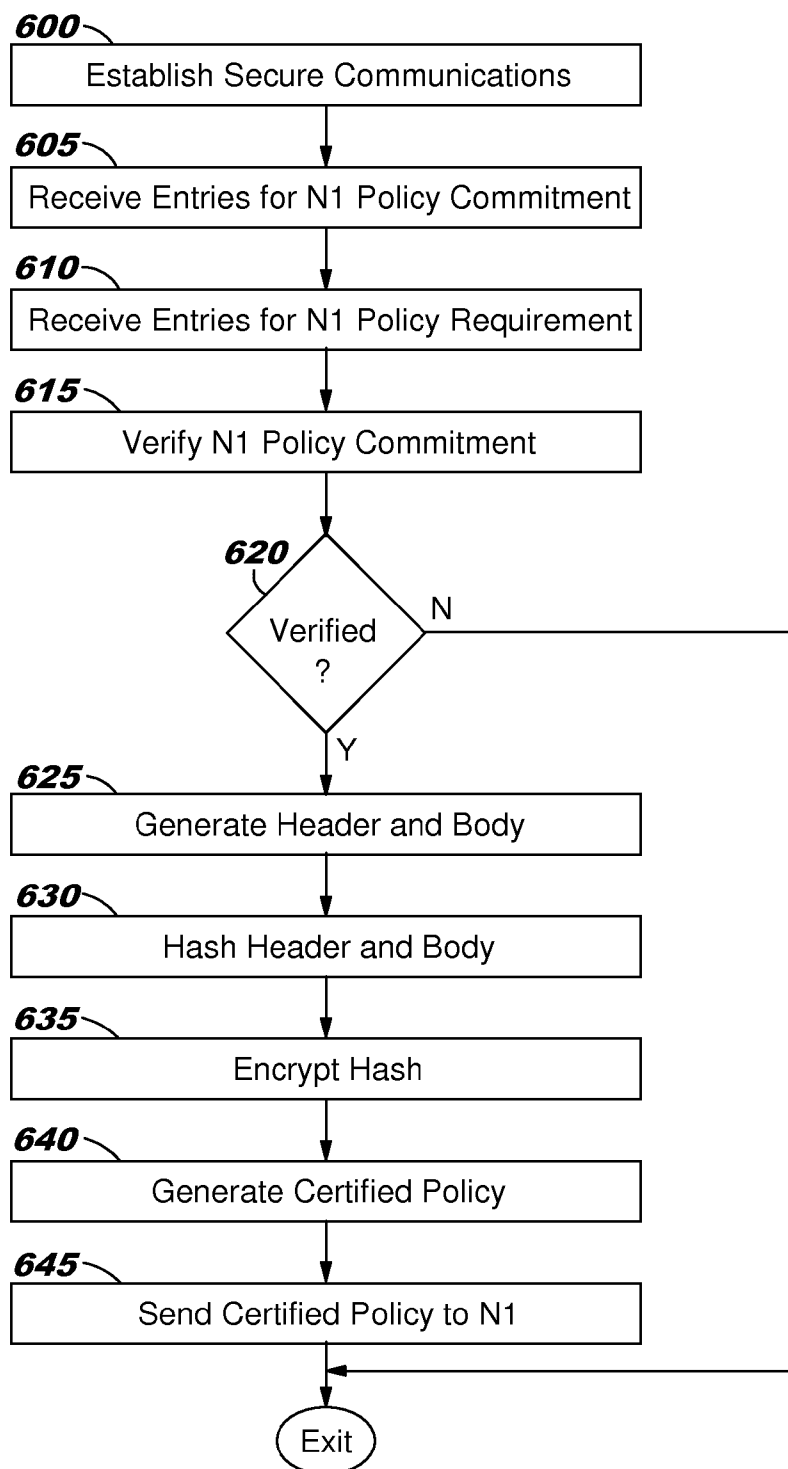 600
Establish Secure Communications
605
Receive Entries for N1 Policy Commitment
610
Receive Entries for N1 Policy Requirement
615
Verify N1 Policy Commitment
620
Verified
?
N
Y
625
Generate Header and Body
630
Hash Header and Body
635
Encrypt Hash
640
Generate Certified Policy
645
Send Certified Policy to N1
Exit